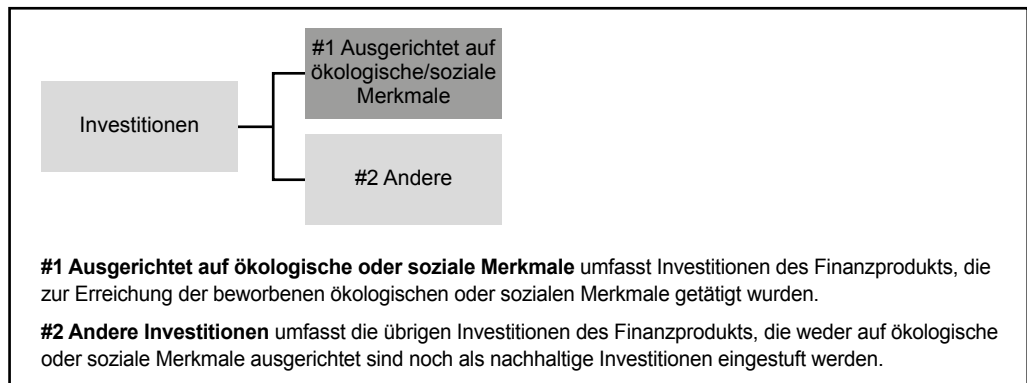 #1 Ausgerichtet auf
ökologische/soziale
Merkmale
Investitionen
#2 Andere
#1 Ausgerichtet auf ökologische oder soziale Merkmale umfasst Investitionen des Finanzprodukts, die
zur Erreichung der beworbenen ökologischen oder sozialen Merkmale getätigt wurden.
#2 Andere Investitionen umfasst die übrigen Investitionen des Finanzprodukts, die weder auf ökologische
oder soziale Merkmale ausgerichtet sind noch als nachhaltige Investitionen eingestuft werden.